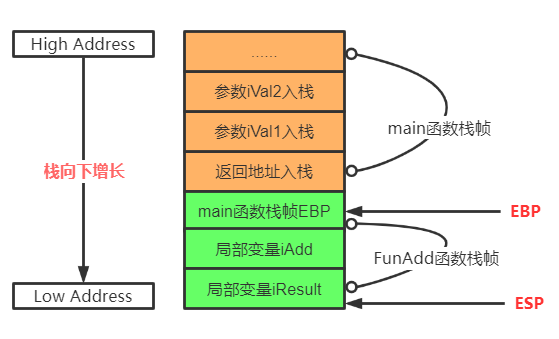 High Address
栈向下增长
Low Address
......
参数iVal2入栈
参数iVal1入栈
返回地址入栈
main函数栈帧EBP
局部变量iAdd
局部变量iResult
main函数栈帧
EBP
FunAdd函数栈帧
ESP